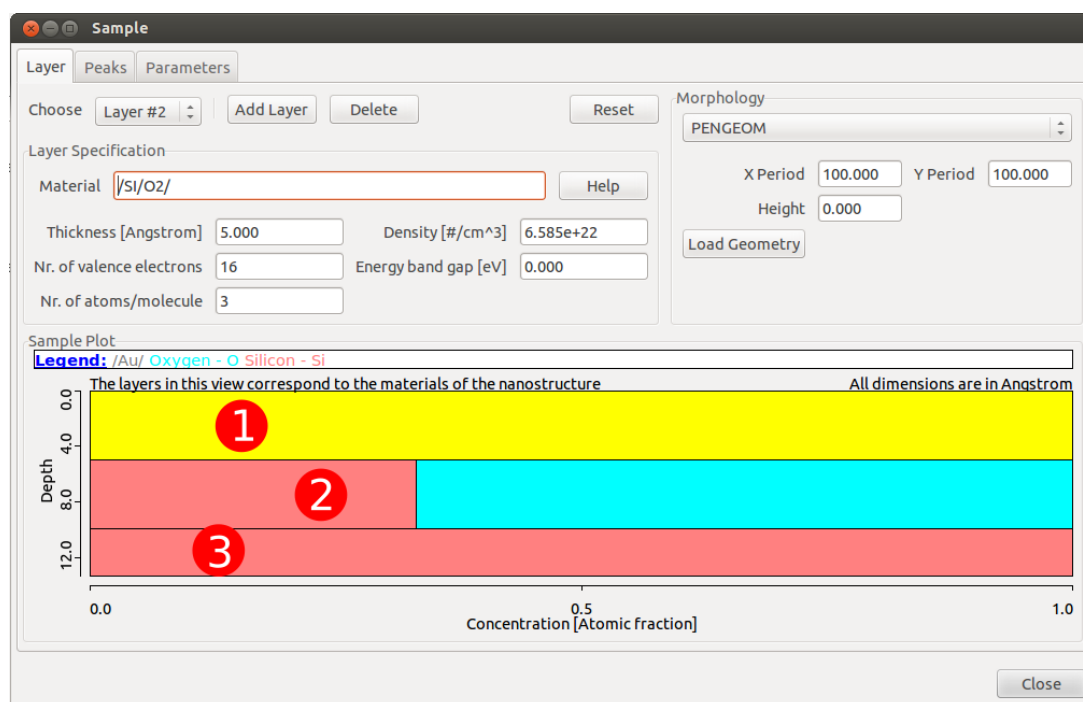 Sample
Layer Peaks Parameters
Choose Layer #2 Add Layer Delete Reset
Layer Specification
Material /SI/O2/ Help
Thickness [Angstrom] 5.000 Density [#/cm^3] 6.585e+22
Nr. of valence electrons 16 Energy band gap [eV] 0.000
Nr. of atoms/molecule 3
Morphology
PENGEOM
X Period 100.000 Y Period 100.000
Height 0.000
Load Geometry
Sample Plot
Legend: /Au/ Oxygen - O Silicon - Si
The layers in this view correspond to the materials of the nanostructure All dimensions are in Angstrom
Depth
0.0
4.0
8.0
12.0
1
2
3
0.0 0.5 1.0
Concentration [Atomic fraction]
Close